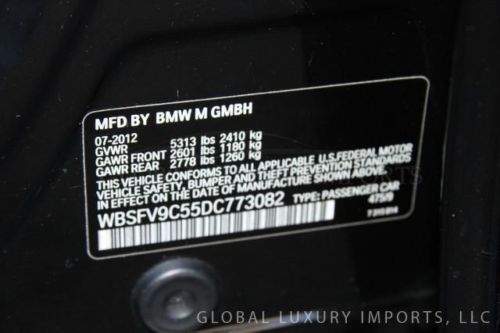 MFD BY BMW M GMBH
07-2012
GVWR 5313 lbs 2410 kg
GAWR FRONT 2601 lbs 1180 kg
GAWR REAR 2778 lbs 1260 kg
THIS VEHICLE CONFORMS TO ALL APPLICABLE U.S.FEDERAL MOTOR
VEHICLE SAFETY, BUMPER AND THEFT PREVENTION STANDARDS
IN EFFECT ON THE DATE OF MANUFACTURE SHOWN ABOVE.
WBSFV9C55DC773082 TYPE: PASSENGER CAR
475/9
GLOBAL LUXURY IMPORTS, LLC